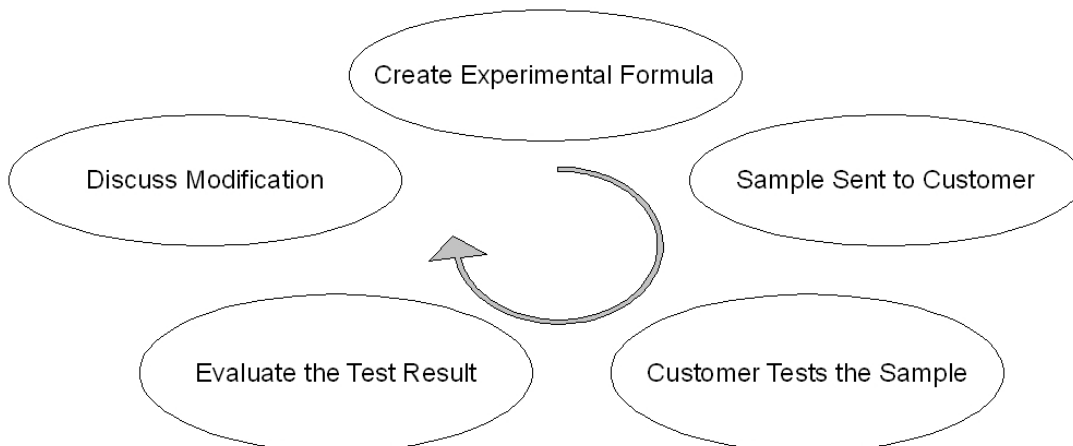 Create Experimental Formula
Discuss Modification
Sample Sent to Customer
Evaluate the Test Result
Customer Tests the Sample